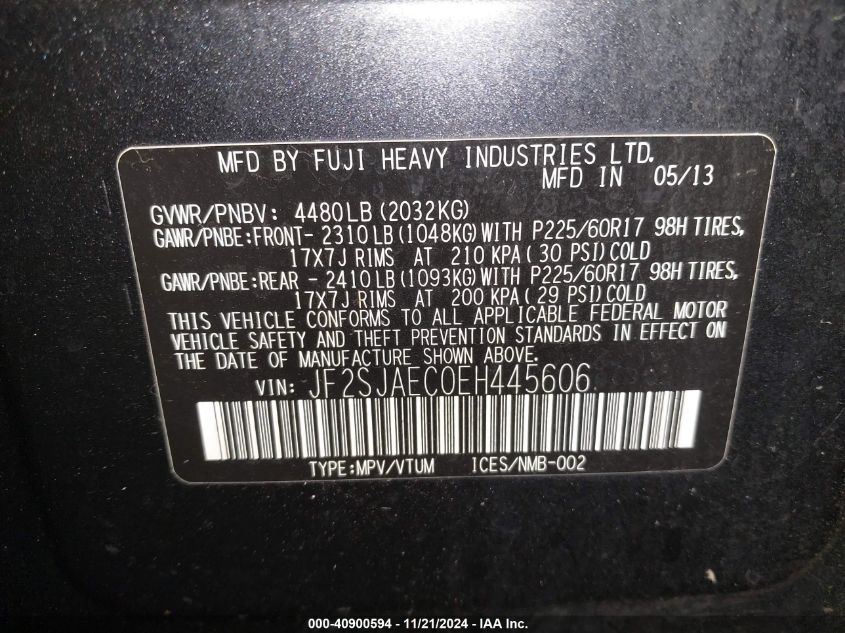 MFD BY FUJI HEAVY INDUSTRIES LTD.
MFD IN 05/13
GVWR/PNBV: 4480LB (2032KG)
GAWR/PNBE:FRONT- 2310 LB (1048KG) WITH P225/60R17 98H TIRES,
17X7J RIMS AT 210 KPA ( 30 PSI) COLD
GAWR/PNBE:REAR - 2410 LB (1093KG) WITH P225/60R17 98H TIRES,
17X7J RIMS AT 200 KPA ( 29 PSI) COLD
THIS VEHICLE CONFORMS TO ALL APPLICABLE FEDERAL MOTOR
VEHICLE SAFETY AND THEFT PREVENTION STANDARDS IN EFFECT ON
THE DATE OF MANUFACTURE SHOWN ABOVE.
VIN: JF2SJAEC0EH445606
TYPE:MPV/VTUM ICES/NMB-002
000-40900594 - 11/21/2024 - IAA Inc.